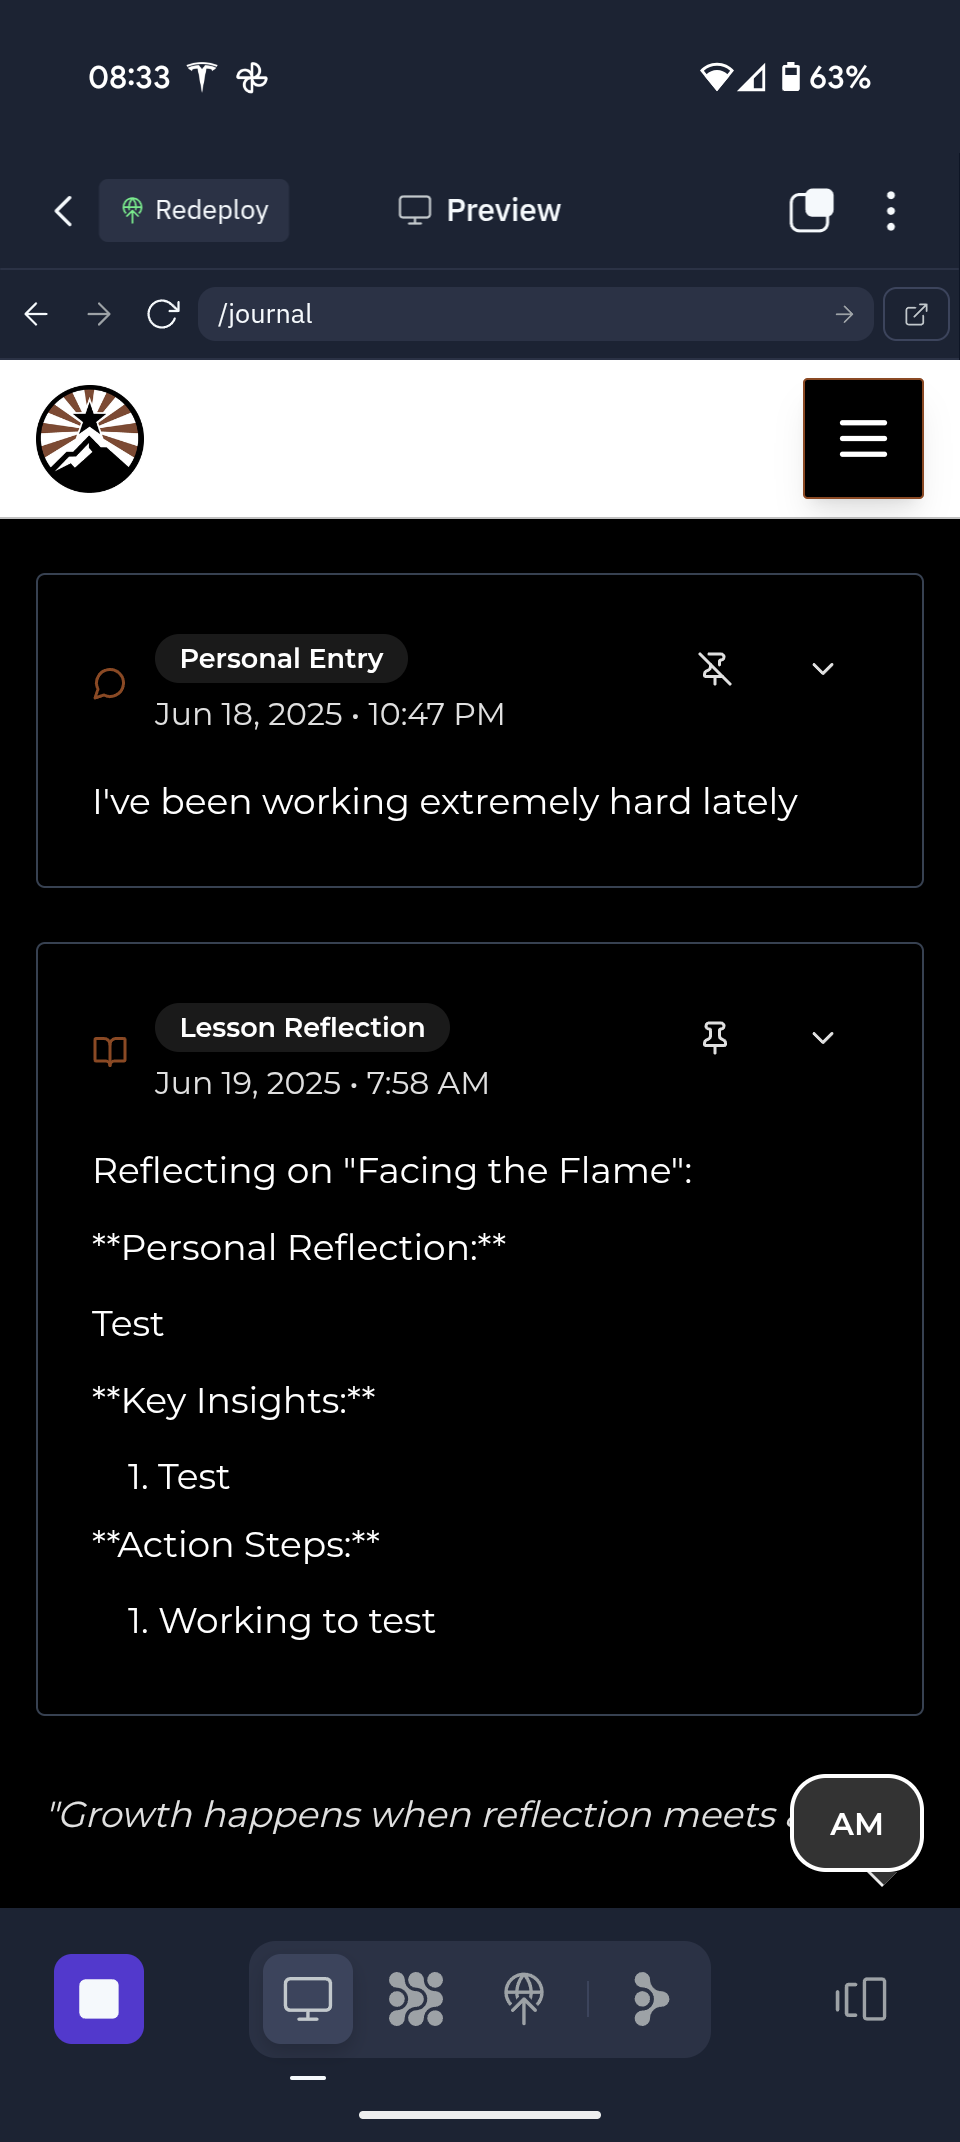 08:33
63%
Redeploy
Preview
/journal
Personal Entry
Jun 18, 2025 • 10:47 PM
I've been working extremely hard lately
Lesson Reflection
Jun 19, 2025 • 7:58 AM
Reflecting on "Facing the Flame":
**Personal Reflection:**
Test
**Key Insights:**
1. Test
**Action Steps:**
1. Working to test
"Growth happens when reflection meets
AM